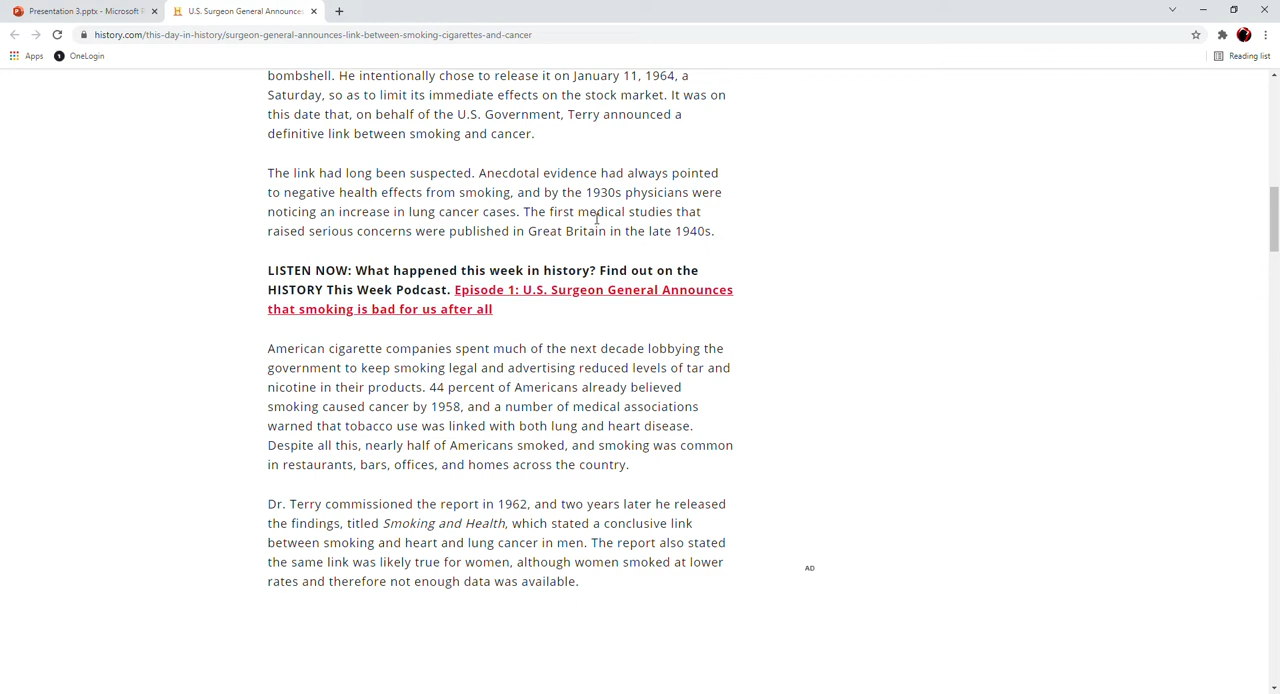 Presentation 3.pptx - Microsoft
U.S. Surgeon General Announces
history.com/this-day-in-history/surgeon-general-announces-link-between-smoking-cigarettes-and-cancer
Apps
OneLogin
Reading list
bombshell. He intentionally chose to release it on January 11, 1964, a
Saturday, so as to limit its immediate effects on the stock market. It was on
this date that, on behalf of the U.S. Government, Terry announced a
definitive link between smoking and cancer.
The link had long been suspected. Anecdotal evidence had always pointed
to negative health effects from smoking, and by the 1930s physicians were
noticing an increase in lung cancer cases. The first medical studies that
raised serious concerns were published in Great Britain in the late 1940s.
LISTEN NOW: What happened this week in history? Find out on the
HISTORY This Week Podcast. Episode 1: U.S. Surgeon General Announces
that smoking is bad for us after all
American cigarette companies spent much of the next decade lobbying the
government to keep smoking legal and advertising reduced levels of tar and
nicotine in their products. 44 percent of Americans already believed
smoking caused cancer by 1958, and a number of medical associations
warned that tobacco use was linked with both lung and heart disease.
Despite all this, nearly half of Americans smoked, and smoking was common
in restaurants, bars, offices, and homes across the country.
Dr. Terry commissioned the report in 1962, and two years later he released
the findings, titled Smoking and Health, which stated a conclusive link
between smoking and heart and lung cancer in men. The report also stated
the same link was likely true for women, although women smoked at lower
rates and therefore not enough data was available.
AD